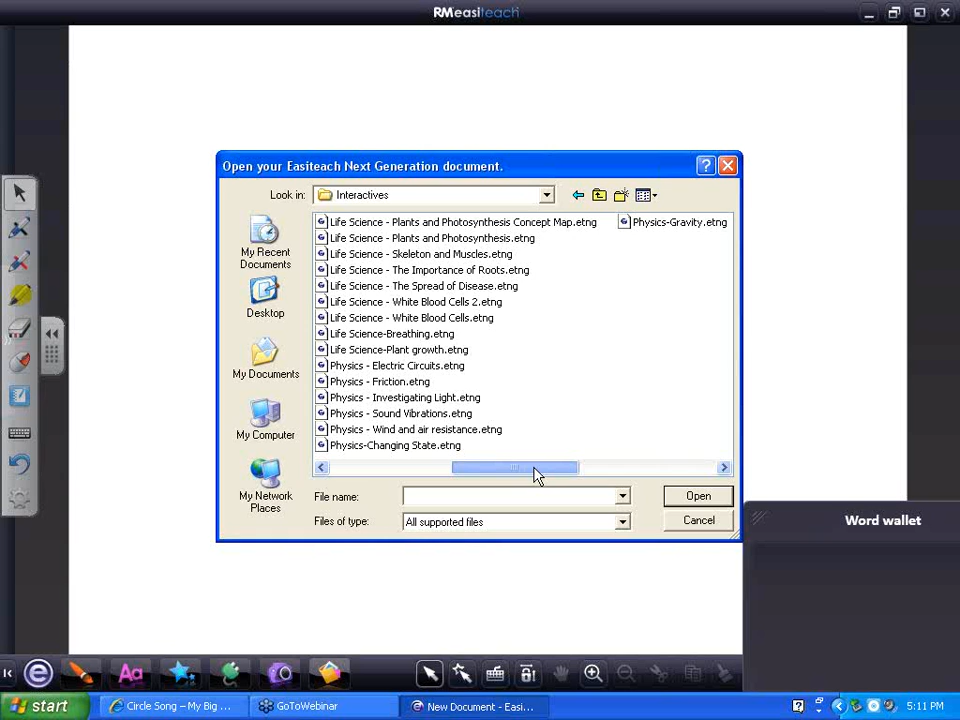 RMeasiteach
Open your Easiteach Next Generation document.
Look in:
Interactives
Life Science - Plants and Photosynthesis Concept Map.etng
Life Science - Plants and Photosynthesis.etng
Life Science - Skeleton and Muscles.etng
Life Science - The Importance of Roots.etng
Life Science - The Spread of Disease.etng
Life Science - White Blood Cells 2.etng
Life Science - White Blood Cells.etng
Life Science-Breathing.etng
Life Science-Plant growth.etng
Physics - Electric Circuits.etng
Physics - Friction.etng
Physics - Investigating Light.etng
Physics - Sound Vibrations.etng
Physics - Wind and air resistance.etng
Physics-Changing State.etng
Physics-Gravity.etng
My Recent
Documents
Desktop
My Documents
My Computer
My Network
Places
File name:
Open
Files of type:
All supported files
Cancel
Word wallet
Aa
start
Circle Song – My Big ...
GoToWebinar
New Document - Easi...
5:11 PM